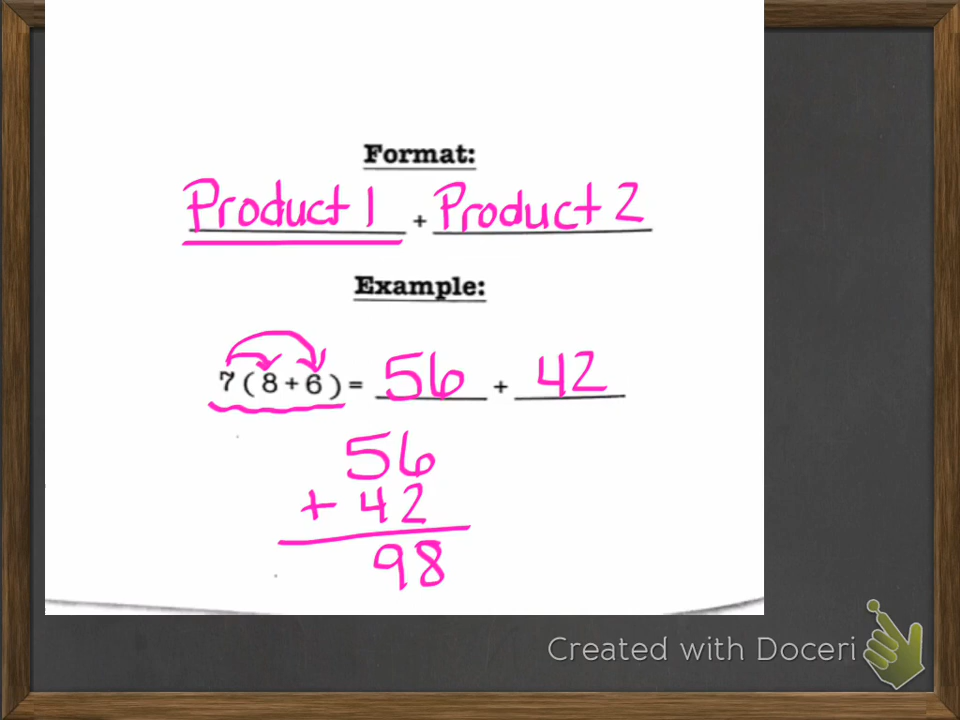 Format:
Product 1 + Product 2
Example:
7(8+6)= 56 + 42
56
+ 42
98
Created with Doceri